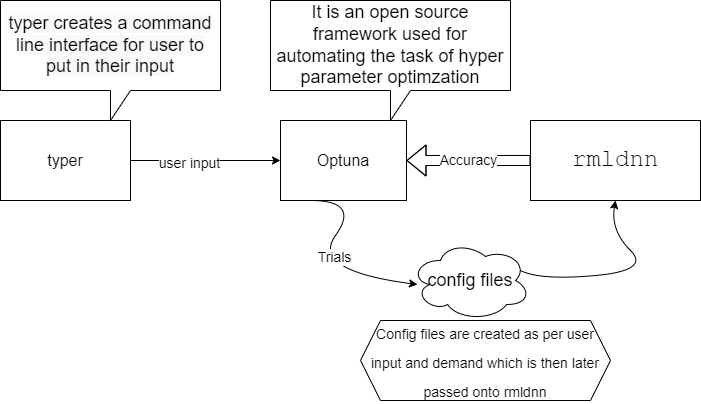 typer creates a command
line interface for user to
put in their input
It is an open source
framework used for
automating the task of hyper
parameter optimzation
typer
user input
Optuna
Accuracy
rmldnn
Trials
config files
Config files are created as per user
input and demand which is then later
passed onto rmldnn